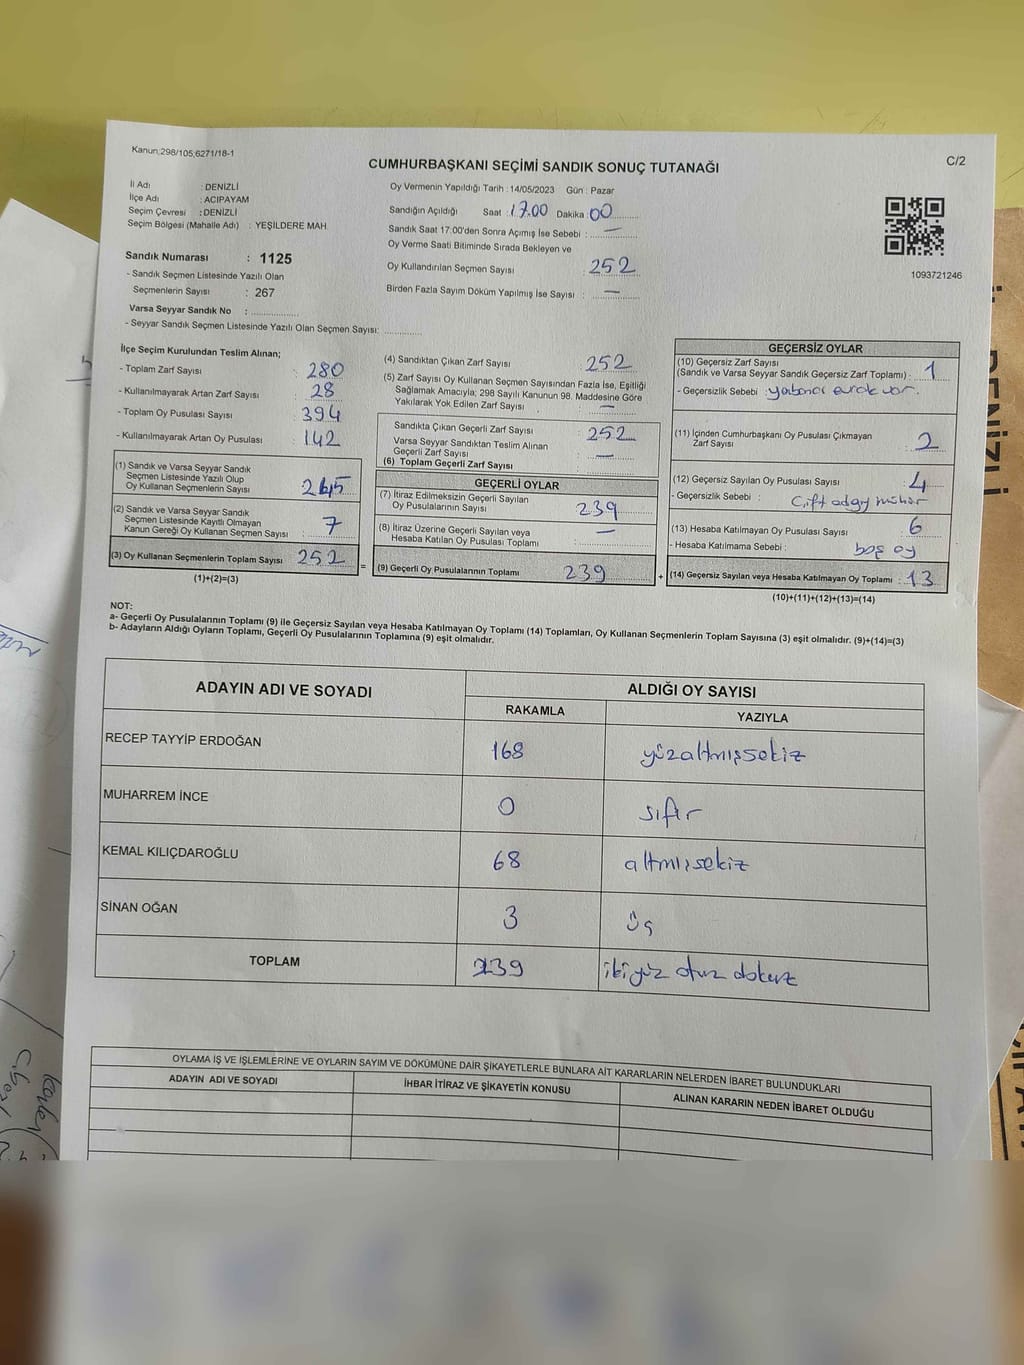 Kanun;298/105;6271/18-1
C/2
CUMHURBAŞKANI SEÇİMİ SANDIK SONUÇ TUTANAĞI
İl Adı : DENİZLİ
İlçe Adı : ACIPAYAM
Seçim Çevresi : DENİZLİ
Seçim Bölgesi (Mahalle Adı) : YEŞİLDERE MAH
Sandık Numarası : 1125
- Sandık Seçmen Listesinde Yazılı Olan
Seçmenlerin Sayısı : 267
Varsa Seyyar Sandık No :
- Seyyar Sandık Seçmen Listesinde Yazılı Olan Seçmen Sayısı:
Oy Vermenin Yapıldığı Tarih : 14/05/2023 Gün : Pazar
Sandığın Açıldığı Saat : 17.00 Dakika : 00
Sandık Saat 17:00'den Sonra Açımış İse Sebebi : —
Oy Verme Saati Bitiminde Sırada Bekleyen ve
Oy Kullandırılan Seçmen Sayısı : 252
Birden Fazla Sayım Döküm Yapılmış İse Sayısı : —
1093721246
İlçe Seçim Kurulundan Teslim Alınan;
- Toplam Zarf Sayısı : 280
- Kullanılmayarak Artan Zarf Sayısı : 28
- Toplam Oy Pusulası Sayısı : 394
- Kullanılmayarak Artan Oy Pusulası : 142
(1) Sandık ve Varsa Seyyar Sandık
Seçmen Listesinde Yazılı Olup
Oy Kullanan Seçmenlerin Sayısı : 245
(2) Sandık ve Varsa Seyyar Sandık
Seçmen Listesinde Kayıtlı Olmayan
Kanun Gereği Oy Kullanan Seçmen Sayısı : 7
(3) Oy Kullanan Seçmenlerin Toplam Sayısı : 252
(1)+(2)=(3)
=
(4) Sandıktan Çıkan Zarf Sayısı : 252
(5) Zarf Sayısı Oy Kullanan Seçmen Sayısından Fazla İse, Eşitliği
Sağlamak Amacıyla; 298 Sayılı Kanunun 98. Maddesine Göre
Yakılarak Yok Edilen Zarf Sayısı : —
Sandıkta Çıkan Geçerli Zarf Sayısı : 252
Varsa Seyyar Sandıktan Teslim Alınan
Geçerli Zarf Sayısı : —
(6) Toplam Geçerli Zarf Sayısı :
GEÇERLİ OYLAR
(7) İtiraz Edilmeksizin Geçerli Sayılan
Oy Pusulalarının Sayısı : 239
(8) İtiraz Üzerine Geçerli Sayılan veya
Hesaba Katılan Oy Pusulası Toplamı : —
(9) Geçerli Oy Pusulalarının Toplamı : 239
+
GEÇERSİZ OYLAR
(10) Geçersiz Zarf Sayısı
(Sandık ve Varsa Seyyar Sandık Geçersiz Zarf Toplamı) : 1
- Geçersizlik Sebebi : yabancı evrak var.
(11) İçinden Cumhurbaşkanı Oy Pusulası Çıkmayan
Zarf Sayısı : 2
(12) Geçersiz Sayılan Oy Pusulası Sayısı : 4
- Geçersizlik Sebebi : Çift aday mühür
(13) Hesaba Katılmayan Oy Pusulası Sayısı : 6
- Hesaba Katılmama Sebebi : boş oy
(14) Geçersiz Sayılan veya Hesaba Katılmayan Oy Toplamı : 13
(10)+(11)+(12)+(13)=(14)
NOT:
a- Geçerli Oy Pusulalarının Toplamı (9) ile Geçersiz Sayılan veya Hesaba Katılmayan Oy Toplamı (14) Toplamları, Oy Kullanan Seçmenlerin Toplam Sayısına (3) eşit olmalıdır. (9)+(14)=(3)
b- Adayların Aldığı Oyların Toplamı, Geçerli Oy Pusulalarının Toplamına (9) eşit olmalıdır.
ADAYIN ADI VE SOYADI ALDIĞI OY SAYISI
RAKAMLA YAZIYLA
RECEP TAYYİP ERDOĞAN 168 yüzaltmışsekiz
MUHARREM İNCE 0 sıfır
KEMAL KILIÇDAROĞLU 68 altmışsekiz
SİNAN OĞAN 3 üç
TOPLAM 239 ikiyüz otuz dokuz
OYLAMA İŞ VE İŞLEMLERİNE VE OYLARIN SAYIM VE DÖKÜMÜNE DAİR ŞİKAYETLERLE BUNLARA AİT KARARLARIN NELERDEN İBARET BULUNDUKLARI
ADAYIN ADI VE SOYADI İHBAR İTİRAZ VE ŞİKAYETİN KONUSU ALINAN KARARIN NEDEN İBARET OLDUĞU
DENİZLİ